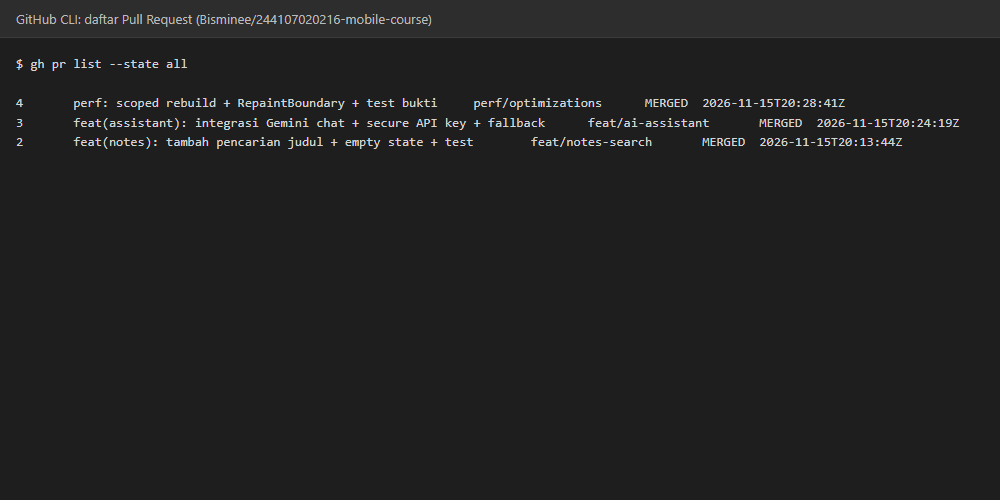 GitHub CLI: daftar Pull Request (Bisminee/244107020216-mobile-course)
$ gh pr list --state all
4 perf: scoped rebuild + RepaintBoundary + test bukti perf/optimizations MERGED 2026-11-15T20:28:41Z
3 feat(assistant): integrasi Gemini chat + secure API key + fallback feat/ai-assistant MERGED 2026-11-15T20:24:19Z
2 feat(notes): tambah pencarian judul + empty state + test feat/notes-search MERGED 2026-11-15T20:13:44Z